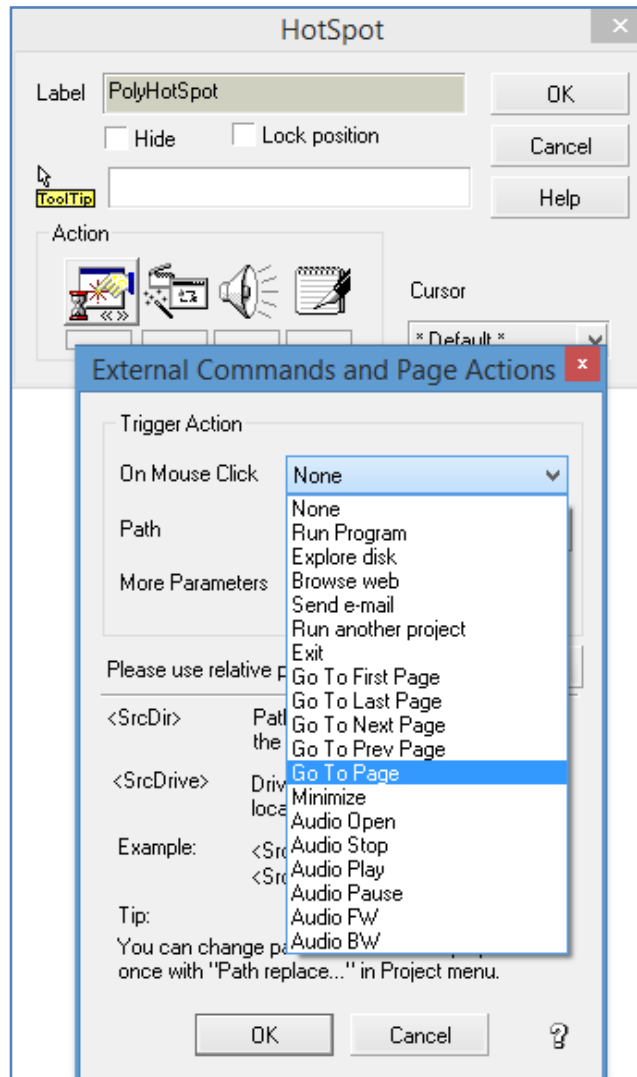 HotSpot
Label PolyHotSpot OK
Hide Lock position
Cancel
ToolTip Help
Action
Cursor
* Default *
External Commands and Page Actions
Trigger Action
On Mouse Click None
None
Path Run Program
Explore disk
More Parameters Browse web
Send e-mail
Run another project
Exit
Please use relative
Go To First Page
<SrcDir> Go To Last Page
the Go To Next Page
Go To Prev Page
<SrcDrive> Go To Page
Minimize
Audio Open
Example: Audio Stop
Audio Play
Audio Pause
Tip: Audio FW
You can change Audio BW
once with "Path replace..." in Project menu.
OK Cancel ?